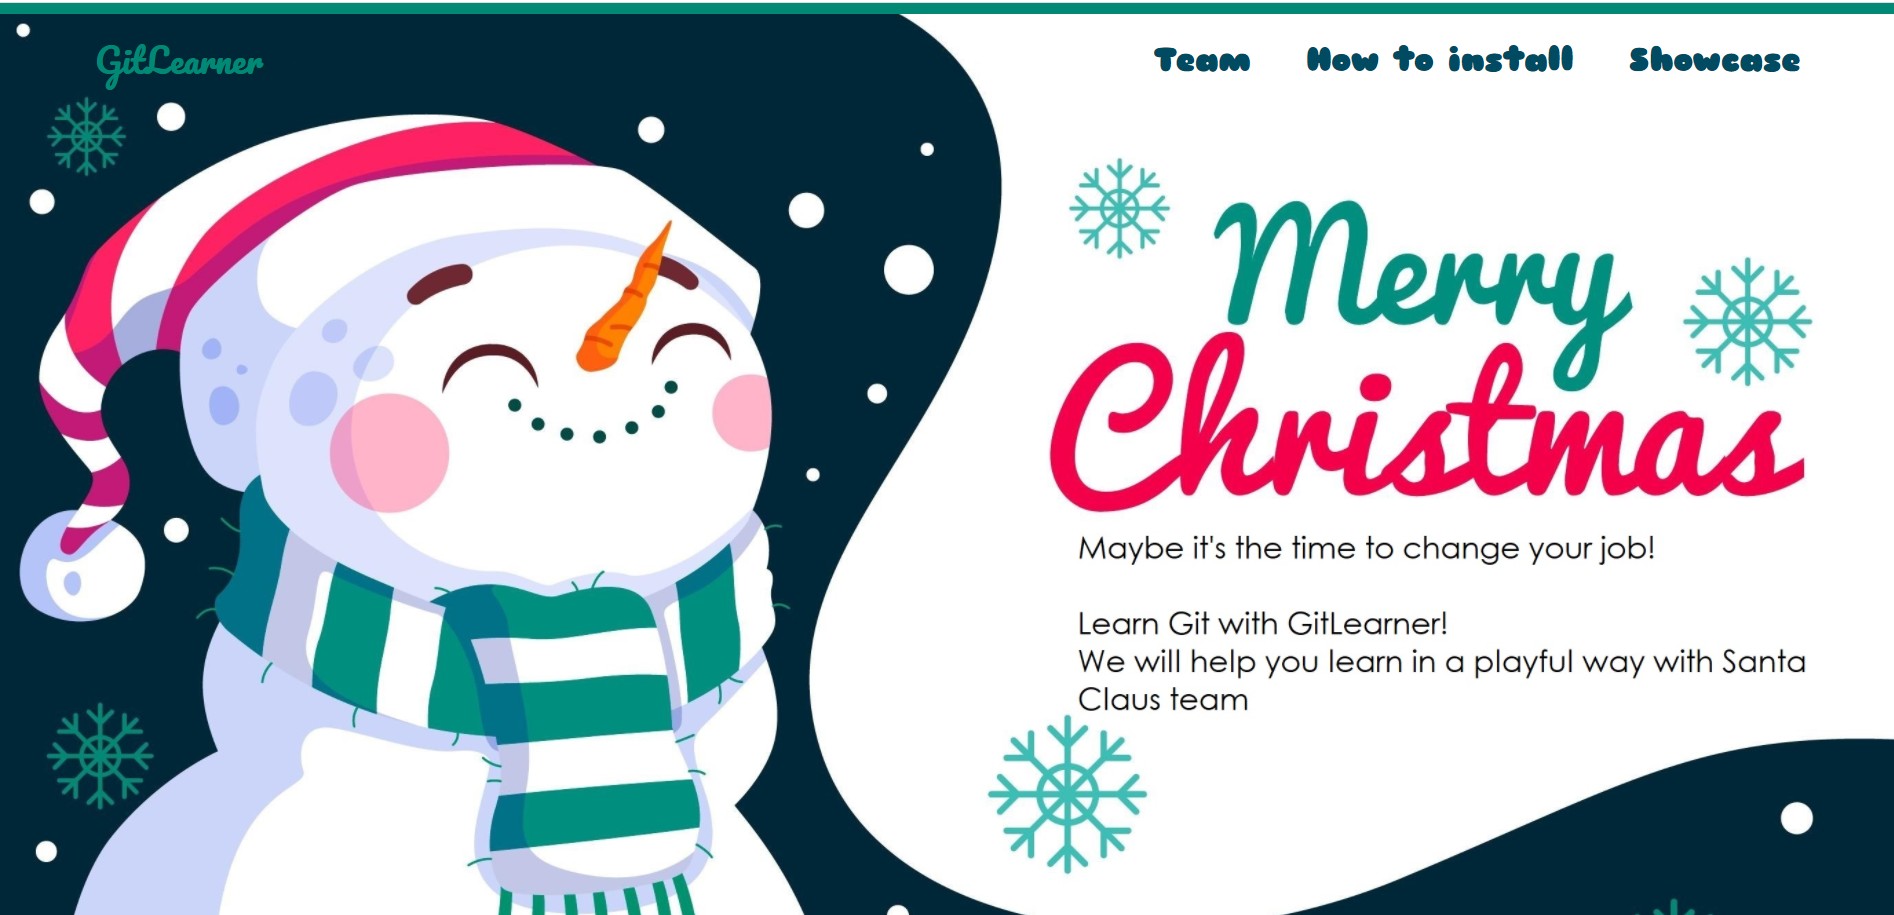 GitLearner
Team How to install Showcase
Merry
Christmas
Maybe it's the time to change your job!
Learn Git with GitLearner!
We will help you learn in a playful way with Santa
Claus team